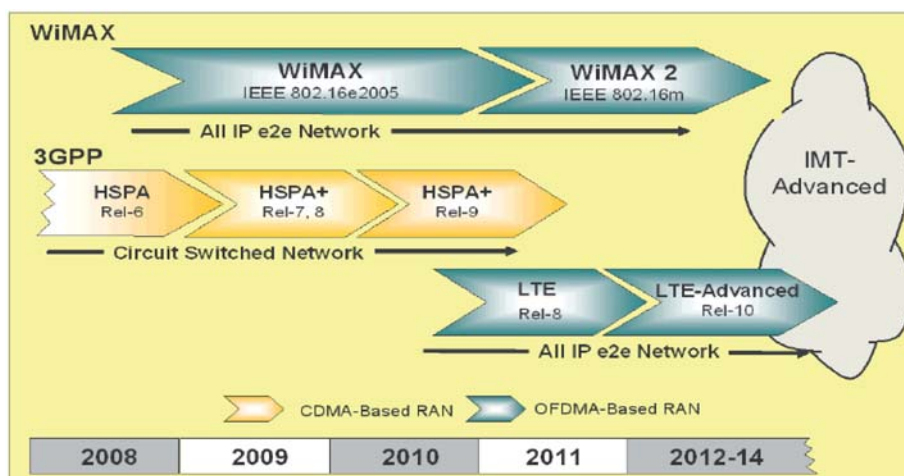 WiMAX
WiMAX
IEEE 802.16e2005
WiMAX 2
IEEE 802.16m
All IP e2e Network
IMT-
Advanced
3GPP
HSPA
Rel-6
HSPA+
Rel-7, 8
HSPA+
Rel-9
Circuit Switched Network
LTE
Rel-8
LTE-Advanced
Rel-10
All IP e2e Network
CDMA-Based RAN
OFDMA-Based RAN
2008
2009
2010
2011
2012-14